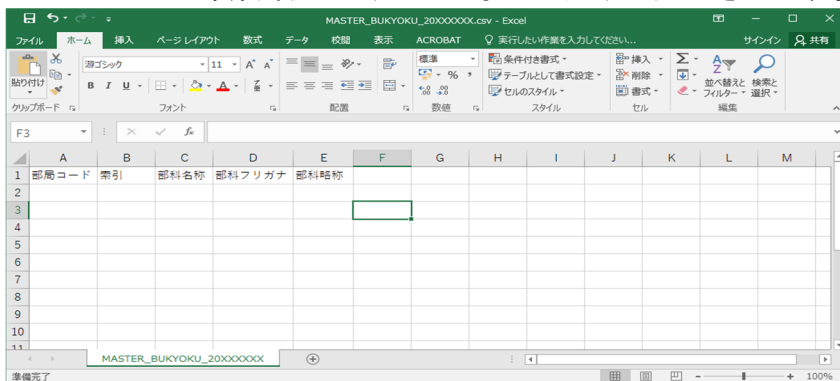 MASTER_BUKYOKU_20XXXXXX.csv - Excel
ファイル ホーム 挿入 ページ レイアウト 数式 データ 校閲 表示 ACROBAT 実行したい作業を入力してください... サインイン 共有
貼り付け
游ゴシック 11 A A
B I U A
標準
% ,
条件付き書式
テーブルとして書式設定
セルのスタイル
挿入
削除
書式
Σ
並べ替えと
フィルター
検索と
選択
クリップボード フォント 配置 数値 スタイル セル 編集
F3 fx
A B C D E F G H I J K L M
1 部局コード 索引 部科名称 部科フリガナ 部科略称
2
3
4
5
6
7
8
9
10
11
MASTER_BUKYOKU_20XXXXXX
準備完了 100%